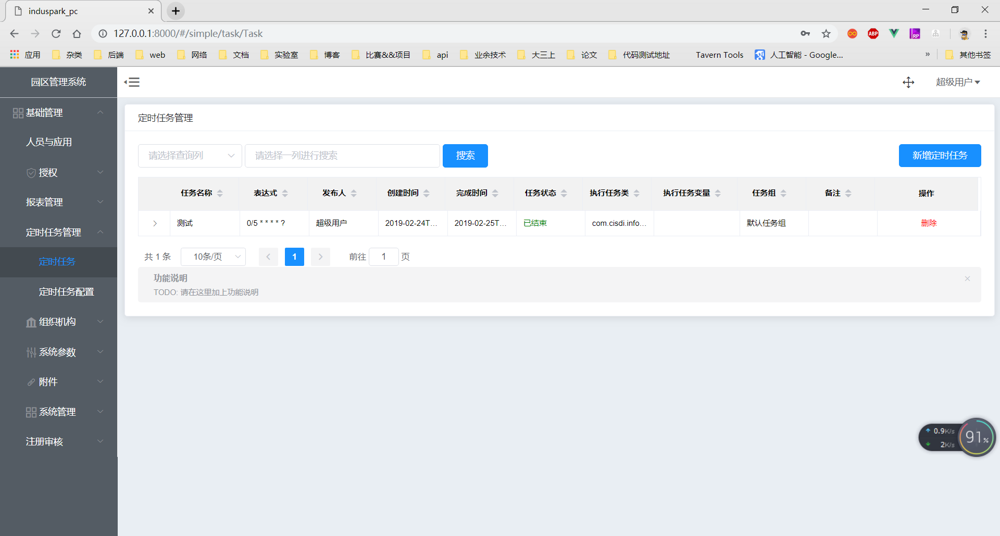 induspark_pc
127.0.0.1:8000/#/simple/task/Task
ABP
RP
应用 杂类 后端 web 网络 文档 实验室 博客 比赛&&项目 api 业余技术 大三上 论文 代码测试地址 Tavern Tools 人工智能 - Google... » 其他书签
园区管理系统
超级用户
基础管理
人员与应用
授权
报表管理
定时任务管理
定时任务
定时任务配置
组织机构
系统参数
附件
系统管理
注册审核
定时任务管理
请选择查询列 请选择一列进行搜索 搜索 新增定时任务
任务名称 表达式 发布人 创建时间 完成时间 任务状态 执行任务类 执行任务变量 任务组 备注 操作
测试 0/5 * * * * ? 超级用户 2019-02-24T... 2019-02-25T... 已结束 com.cisdi.info... 默认任务组 删除
共 1 条 10条/页 1 前往 1 页
功能说明
TODO: 请在这里加上功能说明
0.9K/s
2K/s
91%